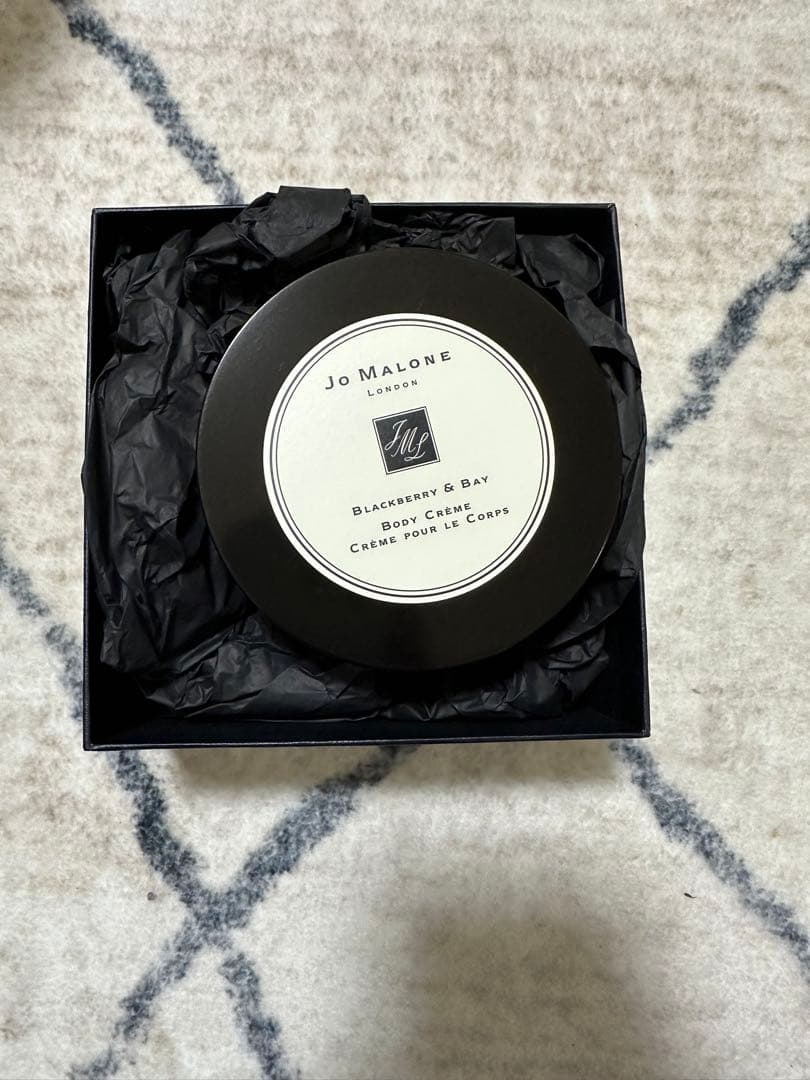 Jo Malone
London
JML
Blackberry & Bay
Body Crème
Crème pour le Corps